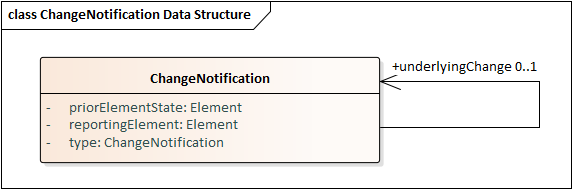 class ChangeNotification Data Structure
+underlyingChange 0..1
ChangeNotification
- priorElementState: Element
- reportingElement: Element
- type: ChangeNotification